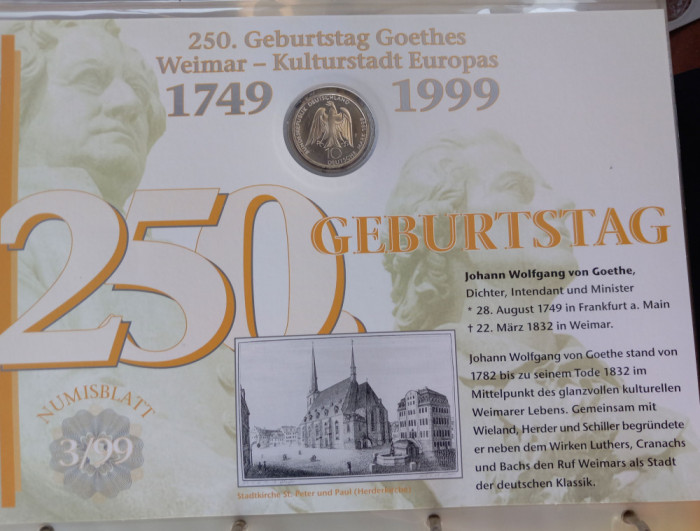 250. Geburtstag Goethes
Weimar – Kulturstadt Europas
1749 1999
BUNDESREPUBLIK DEUTSCHLAND
10
DEUTSCHE
250.
GEBURTSTAG
Johann Wolfgang von Goethe,
Dichter, Intendant und Minister
* 28. August 1749 in Frankfurt a. Main
† 22. März 1832 in Weimar.
Johann Wolfgang von Goethe stand von
1782 bis zu seinem Tode 1832 im
Mittelpunkt des glanzvollen kulturellen
Weimarer Lebens. Gemeinsam mit
Wieland, Herder und Schiller begründete
er neben dem Wirken Luthers, Cranachs
und Bachs den Ruf Weimars als Stadt
der deutschen Klassik.
NUMISBLATT
3/99
Stadtkirche St. Peter und Paul (Herderkirche)